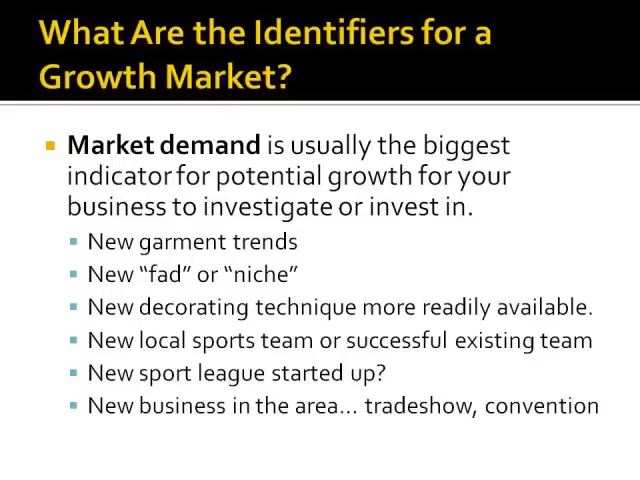 What Are the Identifiers for a
Growth Market?
Market demand is usually the biggest
indicator for potential growth for your
business to investigate or invest in.
New garment trends
New “fad” or “niche”
New decorating technique more readily available.
New local sports team or successful existing team
New sport league started up?
New business in the area… tradeshow, convention